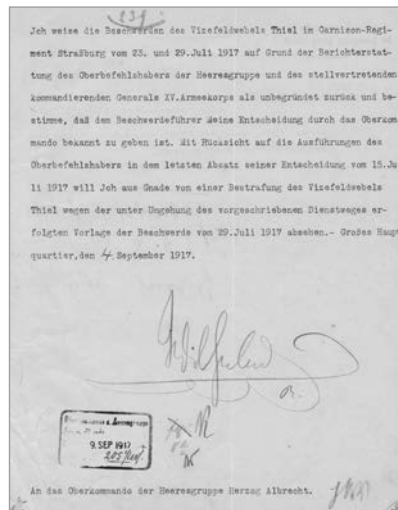 239
Jch weise die Beschwerden des Vizefeldwebels Thiel im Garnison-Regi-
ment Straßburg vom 23. und 29.Juli 1917 auf Grund der Berichterstat-
tung des Oberbefehlshabers der Heeresgruppe und des stellvertretenden
kommandierenden Generals XV.Armeekorps als unbegründet zurück und be-
stimme, daß dem Beschwerdeführer Meine Entscheidung durch das Oberkom
mando bekannt zu geben ist. Mit Rücksicht auf die Ausführungen des
Oberbefehlshabers in dem letzten Absatz seiner Entscheidung vom 15.Ju
li 1917 will Jch aus Gnade von einer Bestrafung des Vizefeldwebels
Thiel wegen der unter Umgehung des vorgeschriebenen Dienstweges er-
folgten Vorlage der Beschwerde vom 29.Juli 1917 absehen.- Großes Haup
quartier,den 4. September 1917.
Wilhelm
9. SEP 1917
An das Oberkommando der Heeresgruppe Herzog Albrecht.